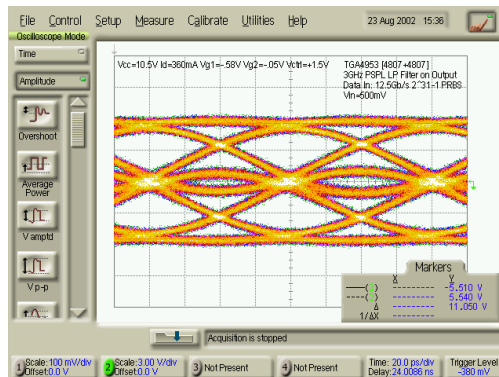 File Control Setup Measure Calibrate Utilities Help 23 Aug 2002 15:36
Oscilloscope Mode
Time
Amplitude
Overshoot
Average
Power
V amptd
V p-p
Vcc=10.5V Id=360mA Vg1=-.58V Vg2=-.05V Vctrl=+1.5V TGA4953 [4807+4807]
3GHz PSPL LP Filter on Output
Data In: 12.5Gb/s 2^31-1 PRBS
Vin=600mV
Markers
X Y
-5.510 V
5.540 V
Δ 11.050 V
1/ΔX
Acquisition is stopped
1 Scale:100 mV/div
Offset:0.0 V
2 Scale:3.00 V/div
Offset:0.0 V
3 Not Present
4 Not Present
Time: 20.0 ps/div
Delay:24.0086 ns
Trigger Level
-380 mV